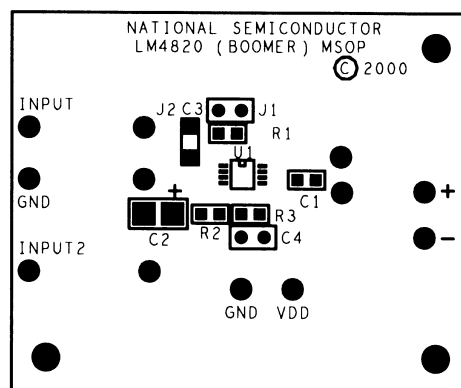 NATIONAL SEMICONDUCTOR
LM4820 (BOOMER) MSOP
© 2000
INPUT
J2 C3 J1
R1
U1
GND
+
C1
+
C2
R2 R3
C4
−
INPUT2
GND VDD